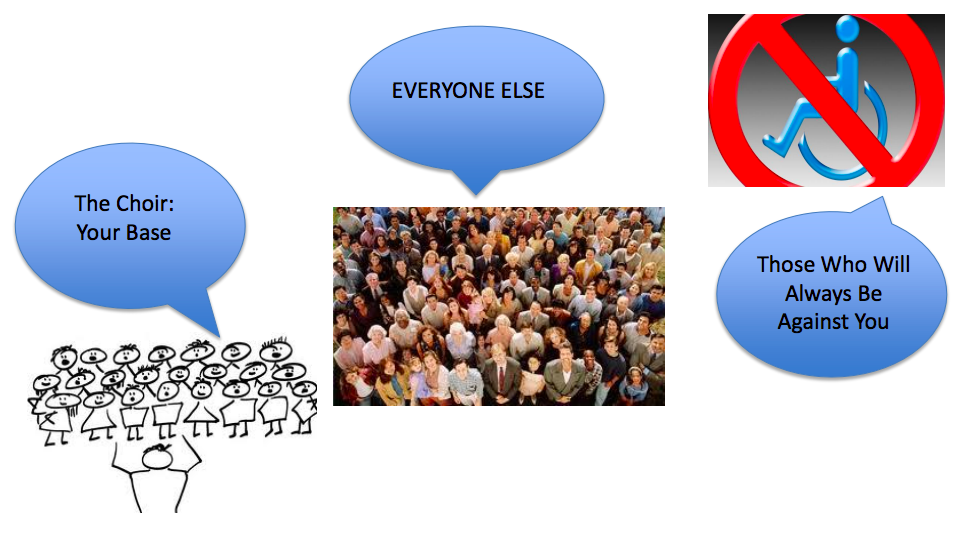 The Choir:
Your Base
EVERYONE ELSE
Those Who Will
Always Be
Against You